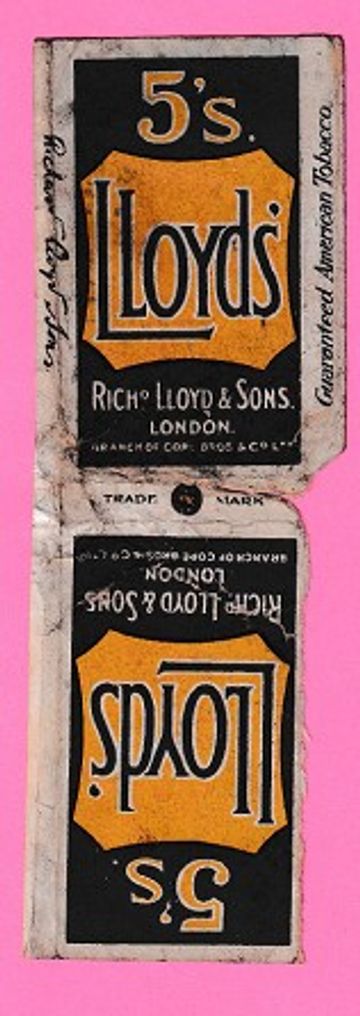 5's.
Lloyds'
RICHD LLOYD & SONS.
LONDON.
BRANCH OF COPE BROS & CO LTD
Guaranteed American Tobacco.
Richard Lloyd & Sons
TRADE MARK
BRANCH OF COPE BROS & CO LTD
LONDON
RICHD LLOYD & SONS
Lloyds'
5's.